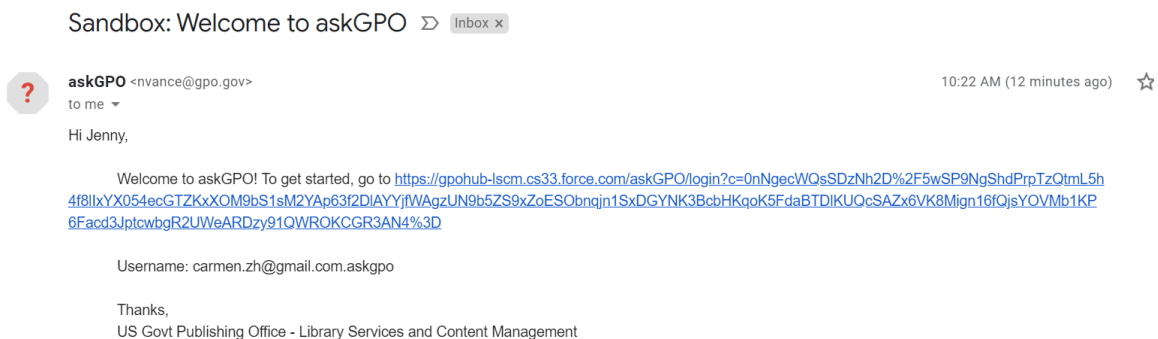 Sandbox: Welcome to askGPO Inbox x
?
askGPO <nvance@gpo.gov> 10:22 AM (12 minutes ago)
to me
Hi Jenny,
Welcome to askGPO! To get started, go to https://gpohub-lscm.cs33.force.com/askGPO/login?c=0nNgecWQsSDzNh2D%2F5wSP9NgShdPrpTzQtmL5h
4f8lIxYX054ecGTZKxXOM9bS1sM2YAp63f2DlAYYjfWAgzUN9b5ZS9xZoESObnqjn1SxDGYNK3BcbHKqoK5FdaBTDlKUQcSAZx6VK8Mign16fQjsYOVMb1KP
6Facd3JptcwbgR2UWeARDzy91QWROKCGR3AN4%3D
Username: carmen.zh@gmail.com.askgpo
Thanks,
US Govt Publishing Office - Library Services and Content Management